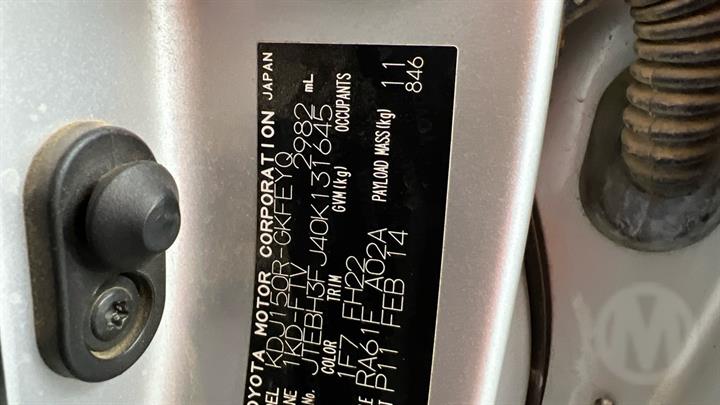 TOYOTA MOTOR CORPORATION JAPAN
KDJ150R-GKFEYQ
1KD-FTV 2982 mL
No. JTEBH3FJ40K131645
COLOR TRIM GVM(kg) OCCUPANTS
1F7 EH22 11
RA61F A02A PAYLOAD MASS(kg) 846
P11 FEB 14
M